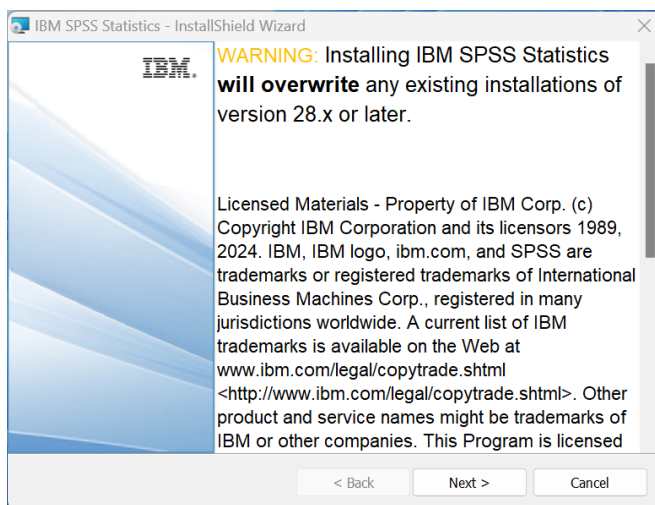 IBM SPSS Statistics - InstallShield Wizard
IBM.
WARNING: Installing IBM SPSS Statistics
will overwrite any existing installations of
version 28.x or later.
Licensed Materials - Property of IBM Corp. (c)
Copyright IBM Corporation and its licensors 1989,
2024. IBM, IBM logo, ibm.com, and SPSS are
trademarks or registered trademarks of International
Business Machines Corp., registered in many
jurisdictions worldwide. A current list of IBM
trademarks is available on the Web at
www.ibm.com/legal/copytrade.shtml
<http://www.ibm.com/legal/copytrade.shtml>. Other
product and service names might be trademarks of
IBM or other companies. This Program is licensed
< Back Next > Cancel